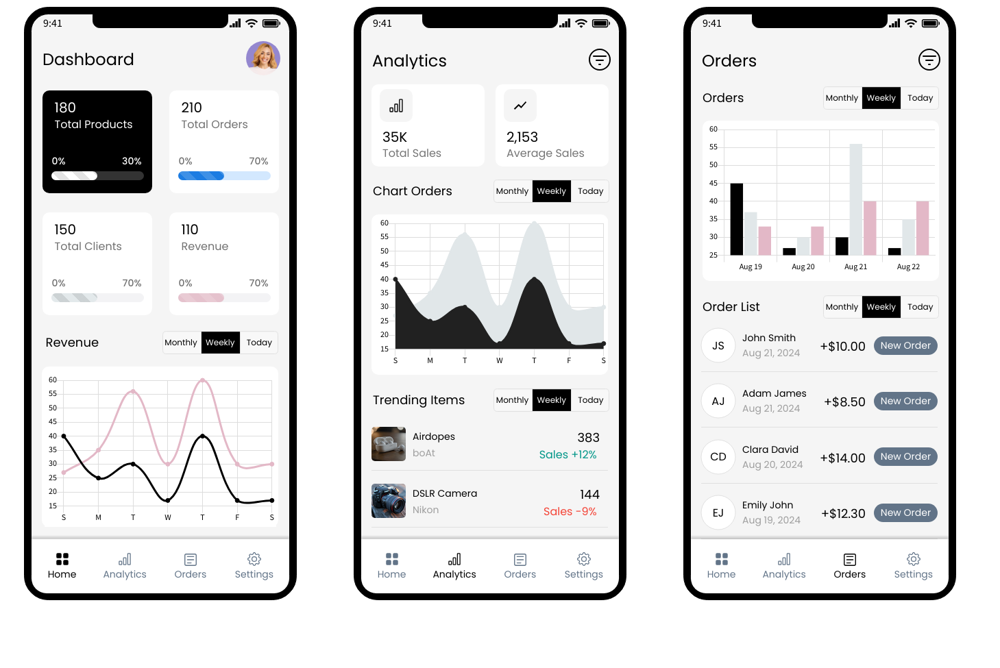 9:41
Dashboard
180
Total Products
0% 30%
210
Total Orders
0% 70%
150
Total Clients
0% 70%
110
Revenue
0% 70%
Revenue
Monthly Weekly Today
60
55
50
45
40
35
30
25
20
15
S M T W T F S
Home Analytics Orders Settings
9:41
Analytics
35K
Total Sales
2,153
Average Sales
Chart Orders
Monthly Weekly Today
60
55
50
45
40
35
30
25
20
15
S M T W T F S
Trending Items
Monthly Weekly Today
Airdopes 383
boAt Sales +12%
DSLR Camera 144
Nikon Sales -9%
Home Analytics Orders Settings
9:41
Orders
Orders
Monthly Weekly Today
60
55
50
45
40
35
30
25
Aug 19 Aug 20 Aug 21 Aug 22
Order List
Monthly Weekly Today
JS John Smith +$10.00 New Order
Aug 21, 2024
AJ Adam James +$8.50 New Order
Aug 21, 2024
CD Clara David +$14.00 New Order
Aug 20, 2024
EJ Emily John +$12.30 New Order
Aug 19, 2024
Home Analytics Orders Settings